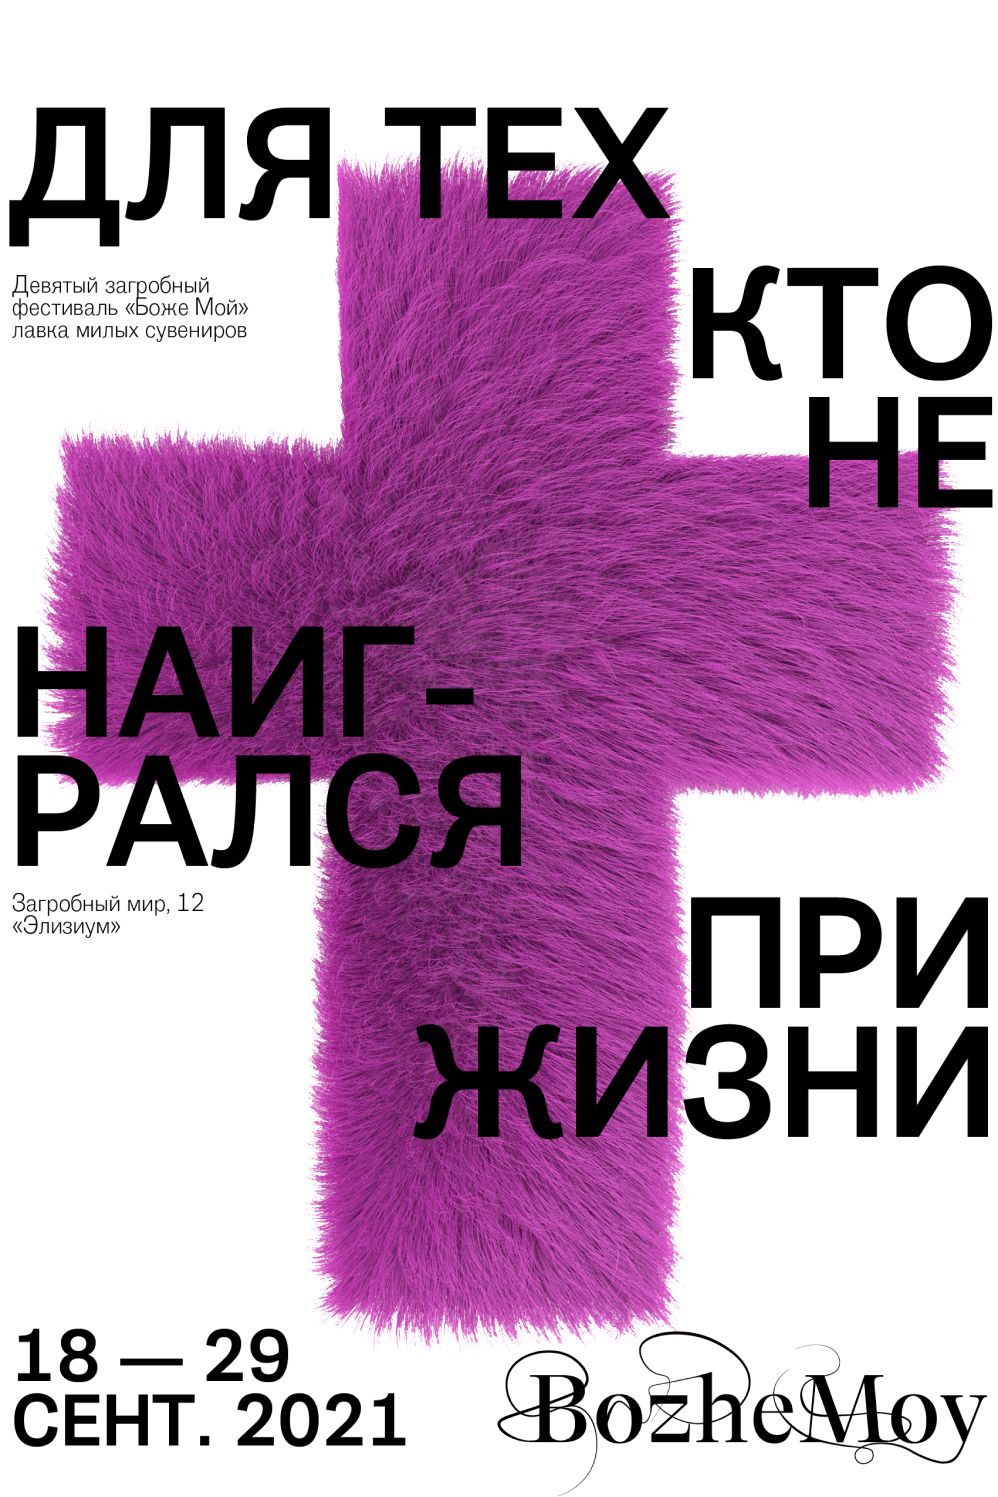 ДЛЯ ТЕХ
Девятый загробный
фестиваль «Боже Мой»
лавка милых сувениров
КТО
НЕ
НАИГ-
РАЛСЯ
Загробный мир, 12
«Элизиум»
ПРИ
ЖИЗНИ
18 — 29
СЕНТ. 2021
BozheMoy